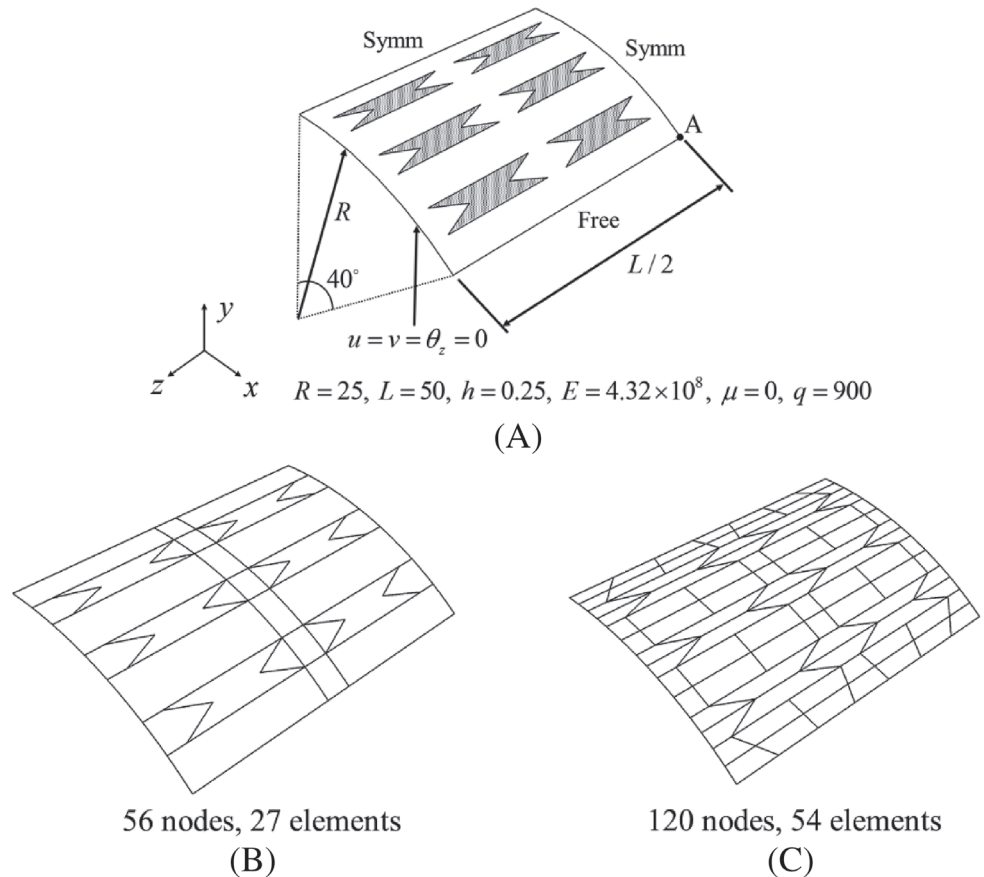 Symm
Symm
A
R
Free
40°
L / 2
y
u = v = θ_z = 0
z
x
R = 25, L = 50, h = 0.25, E = 4.32×10⁸, μ = 0, q = 900
(A)
56 nodes, 27 elements
120 nodes, 54 elements
(B)
(C)